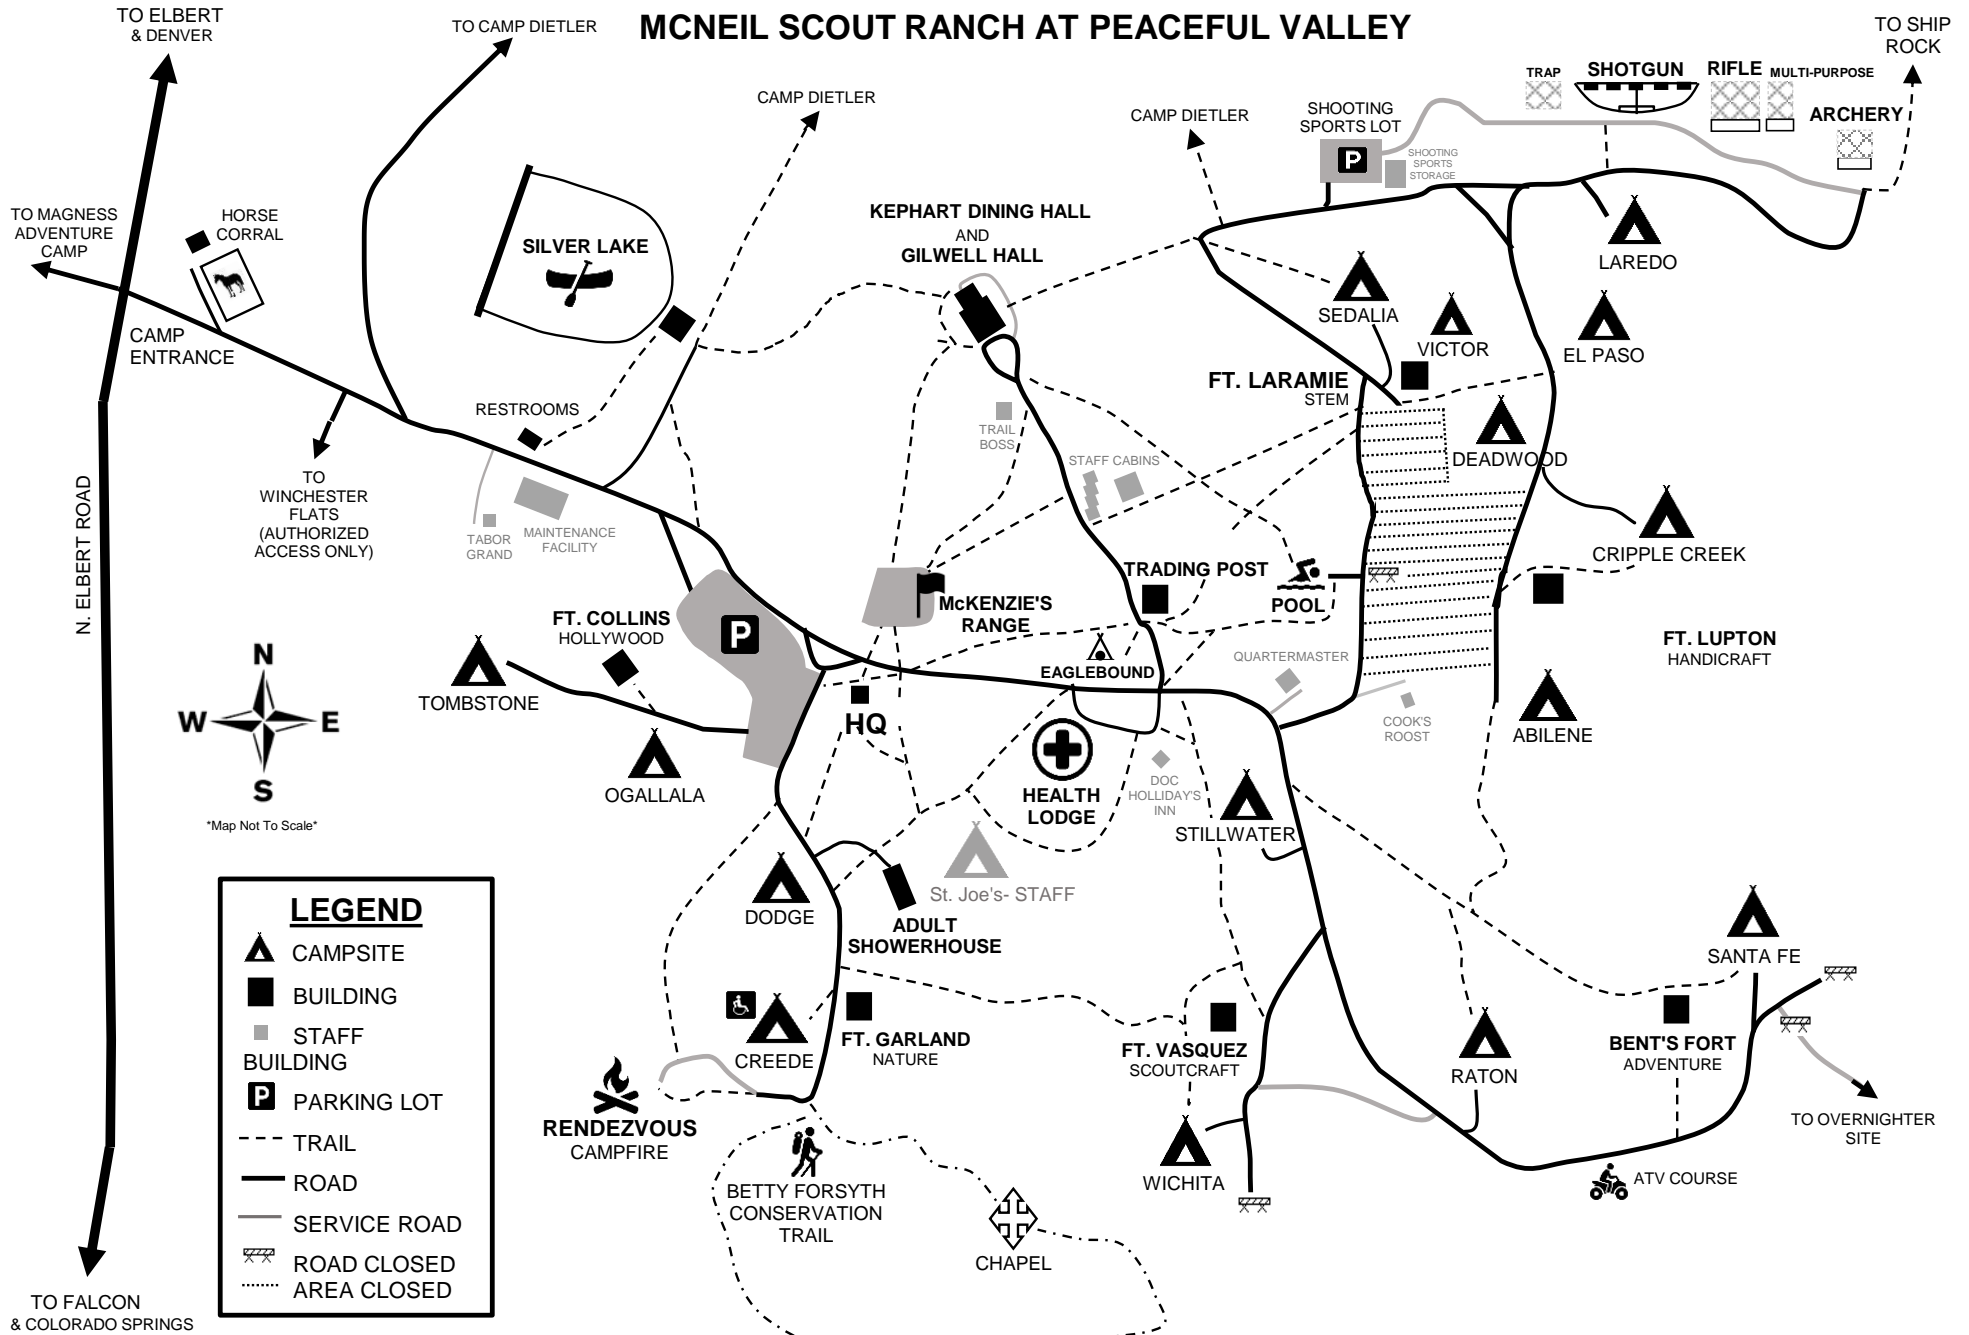 MCNEIL SCOUT RANCH AT PEACEFUL VALLEY
TO ELBERT
& DENVER
TO CAMP DIETLER
TO SHIP
ROCK
CAMP DIETLER
CAMP DIETLER
SHOOTING
SPORTS LOT
P
SHOOTING
SPORTS
STORAGE
TRAP
SHOTGUN
RIFLE
MULTI-PURPOSE
ARCHERY
TO MAGNESS
ADVENTURE
CAMP
HORSE
CORRAL
SILVER LAKE
KEPHART DINING HALL
AND
GILWELL HALL
LAREDO
SEDALIA
VICTOR
EL PASO
CAMP
ENTRANCE
FT. LARAMIE
STEM
RESTROOMS
TRAIL
BOSS
STAFF CABINS
DEADWOOD
TO
WINCHESTER
FLATS
(AUTHORIZED
ACCESS ONLY)
TABOR
GRAND
MAINTENANCE
FACILITY
CRIPPLE CREEK
N. ELBERT ROAD
TRADING POST
POOL
McKENZIE'S
RANGE
FT. COLLINS
HOLLYWOOD
P
FT. LUPTON
HANDICRAFT
EAGLEBOUND
QUARTERMASTER
N
W
E
S
*Map Not To Scale*
TOMBSTONE
HQ
COOK'S
ROOST
ABILENE
OGALLALA
HEALTH
LODGE
DOC
HOLLIDAY'S
INN
STILLWATER
St. Joe's- STAFF
DODGE
ADULT
SHOWERHOUSE
SANTA FE
CREEDE
FT. GARLAND
NATURE
FT. VASQUEZ
SCOUTCRAFT
RATON
BENT'S FORT
ADVENTURE
RENDEZVOUS
CAMPFIRE
TO OVERNIGHTER
SITE
WICHITA
ATV COURSE
BETTY FORSYTH
CONSERVATION
TRAIL
CHAPEL
LEGEND
CAMPSITE
BUILDING
STAFF
BUILDING
P PARKING LOT
TRAIL
ROAD
SERVICE ROAD
ROAD CLOSED
AREA CLOSED
TO FALCON
& COLORADO SPRINGS